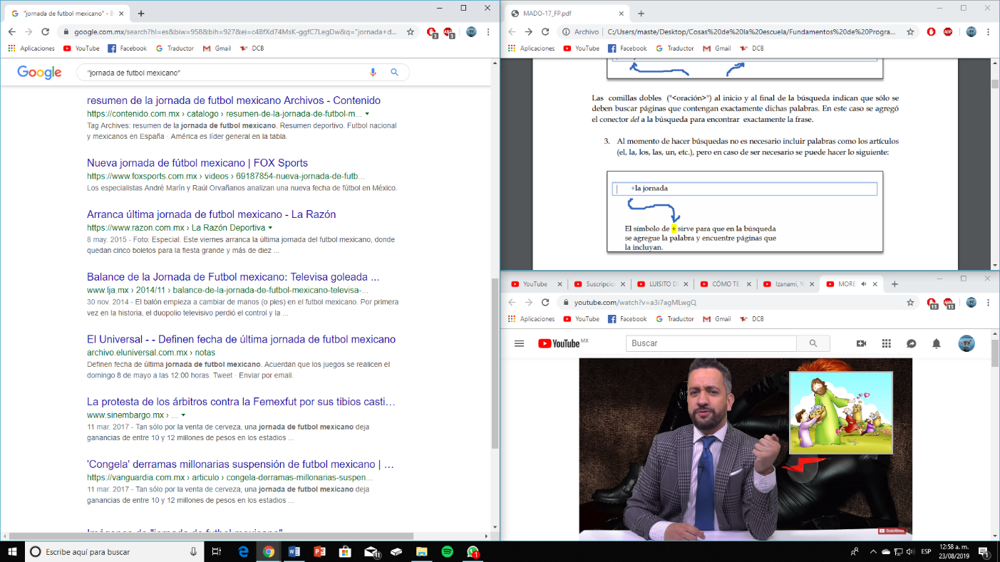 "jornada de futbol mexicano" - B
google.com.mx/search?hl=es&biw=958&bih=927&ei=c4BfXd74MsK-ggfC7LegDw&q="jornada+d...
3
3
Aplicaciones
YouTube
Facebook
Traductor
Gmail
DCB
Google
"jornada de futbol mexicano"
resumen de la jornada de futbol mexicano Archivos - Contenido
https://contenido.com.mx › catalogo › resumen-de-la-jornada-de-futbol-m...
Tag Archives: resumen de la jornada de futbol mexicano. Resumen deportivo. Futbol nacional
y mexicanos en España · América es líder general en la tabla.
Nueva jornada de fútbol mexicano | FOX Sports
https://www.foxsports.com.mx › videos › 69187854-nueva-jornada-de-futb...
Los especialistas André Marín y Raúl Orvañanos analizan una nueva fecha de fútbol en México.
Arranca última jornada de futbol mexicano - La Razón
https://www.razon.com.mx › La Razón Deportiva
8 may. 2015 - Foto: Especial. Este viernes arranca la última jornada del futbol mexicano, donde
quedan cinco boletos para la fiesta grande y más de diez ...
Balance de la Jornada de Futbol mexicano: Televisa goleada ...
www.lja.mx › 2014/11 › balance-de-la-jornada-de-futbol-mexicano-televisa-...
30 nov. 2014 - El balón empieza a cambiar de manos (o pies) en el futbol mexicano. Por primera
vez en la historia, el duopolio televisivo perdió el control y la ...
El Universal - - Definen fecha de última jornada de futbol mexicano
archivo.eluniversal.com.mx › notas
Definen fecha de última jornada de futbol mexicano. Acuerdan que los juegos se realicen el
domingo 8 de mayo a las 12:00 horas. Tweet · Enviar por email.
La protesta de los árbitros contra la Femexfut por sus tibios casti...
www.sinembargo.mx › ...
11 mar. 2017 - Tan sólo por la venta de cerveza, una jornada de futbol mexicano deja
ganancias de entre 10 y 12 millones de pesos en los estadios ...
'Congela' derramas millonarias suspensión de futbol mexicano | ...
https://vanguardia.com.mx › articulo › congela-derramas-millonarias-suspen...
11 mar. 2017 - Tan sólo por la venta de cerveza, una jornada de futbol mexicano deja
ganancias de entre 10 y 12 millones de pesos en los estadios ...
Imágenes de "jornada de futbol mexicano"
MADO-17_FP.pdf
Archivo
C:/Users/maste/Desktop/Cosas%20de%20la%20escuela/Fundamentos%20de%20Progra...
ABP
Aplicaciones
YouTube
Facebook
Traductor
Gmail
DCB
Las comillas dobles ("<oración>") al inicio y al final de la búsqueda indican que sólo se
deben buscar páginas que contengan exactamente dichas palabras. En este caso se agregó
el conector del a la búsqueda para encontrar exactamente la frase.
3. Al momento de hacer búsquedas no es necesario incluir palabras como los artículos
(el, la, los, las, un, etc.), pero en caso de ser necesario se puede hacer lo siguiente:
+la jornada
El símbolo de + sirve para que en la búsqueda
se agregue la palabra y encuentre páginas que
la incluyan.
YouTube
Suscripcio
LUISITO D
CÓMO TE
Izanami, Y
MORE
youtube.com/watch?v=a3i7agMLwgQ
13
13
Aplicaciones
YouTube
Facebook
Traductor
Gmail
DCB
YouTube MX
Buscar
Suscribirse
Escribe aquí para buscar
11
1
ESP
12:58 a. m.
23/08/2019
1